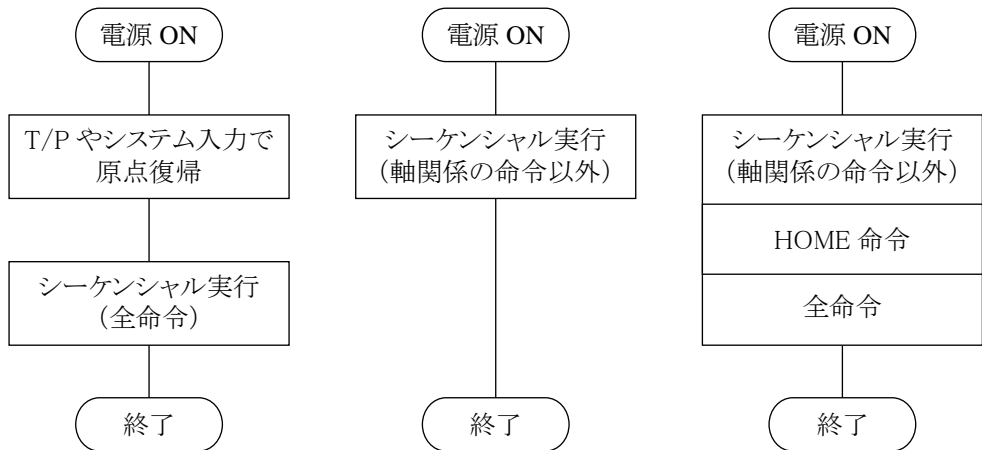 電源 ON
T/P やシステム入力で
原点復帰
シーケンシャル実行
（全命令）
終了
電源 ON
シーケンシャル実行
（軸関係の命令以外）
終了
電源 ON
シーケンシャル実行
（軸関係の命令以外）
HOME 命令
全命令
終了